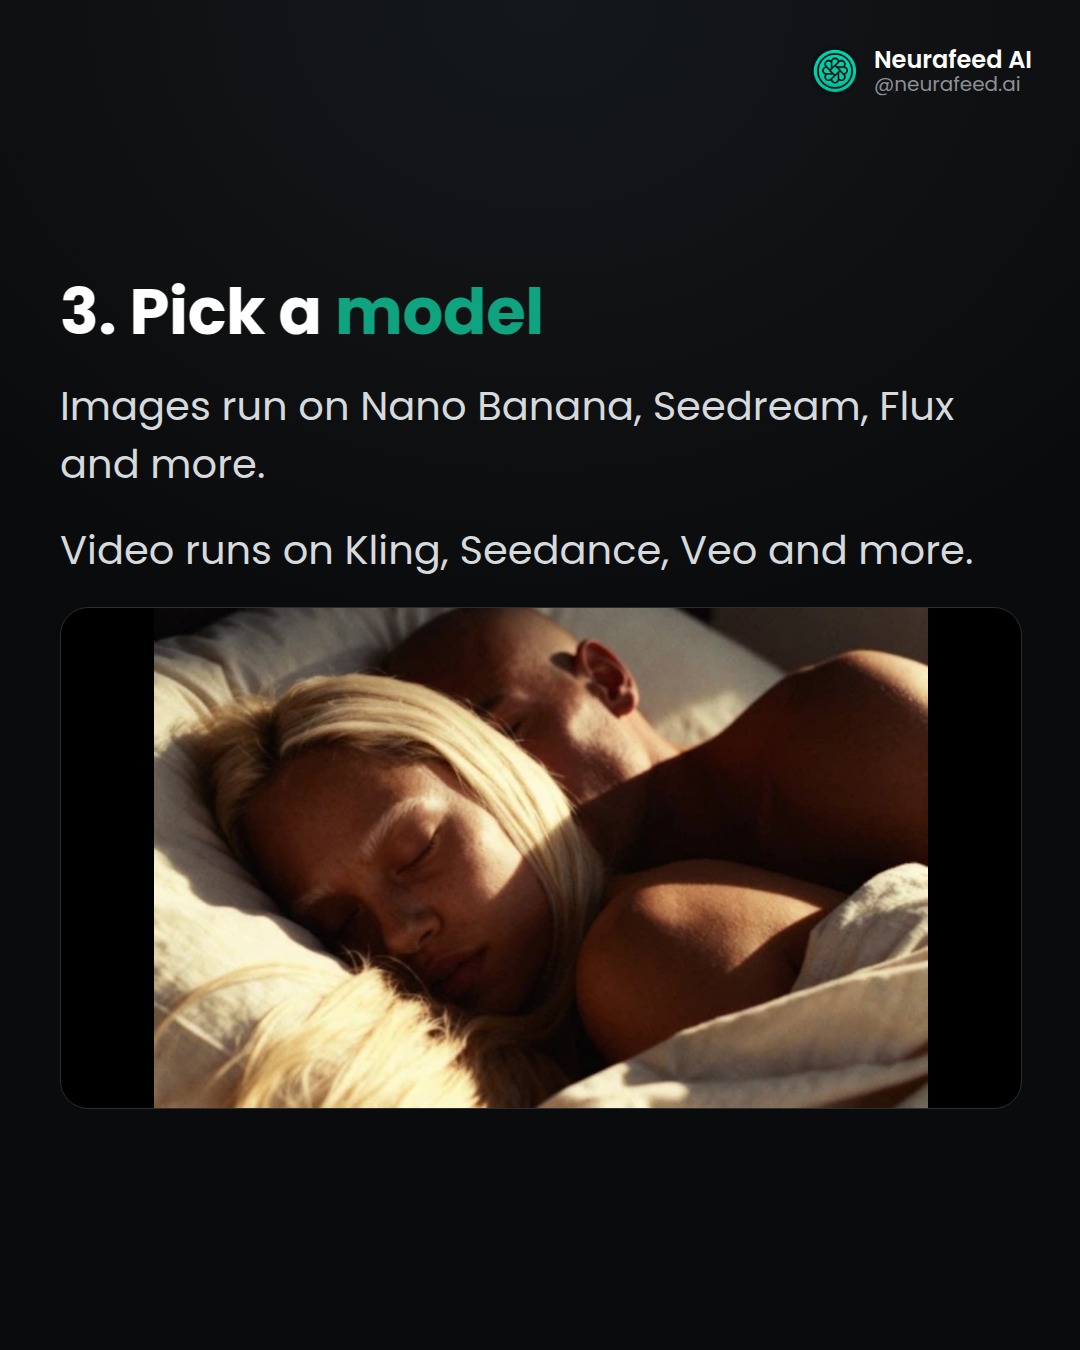 Neurafeed AI
@neurafeed.ai
3. Pick a model
Images run on Nano Banana, Seedream, Flux
and more.
Video runs on Kling, Seedance, Veo and more.